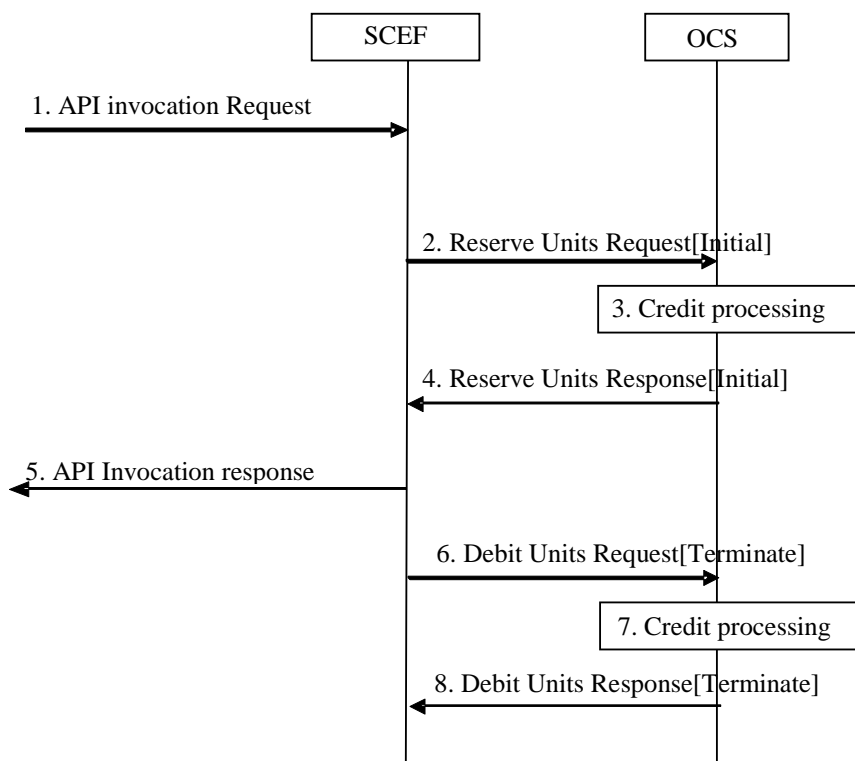 SCEF
OCS
1. API invocation Request
2. Reserve Units Request[Initial]
3. Credit processing
4. Reserve Units Response[Initial]
5. API Invocation response
6. Debit Units Request[Terminate]
7. Credit processing
8. Debit Units Response[Terminate]